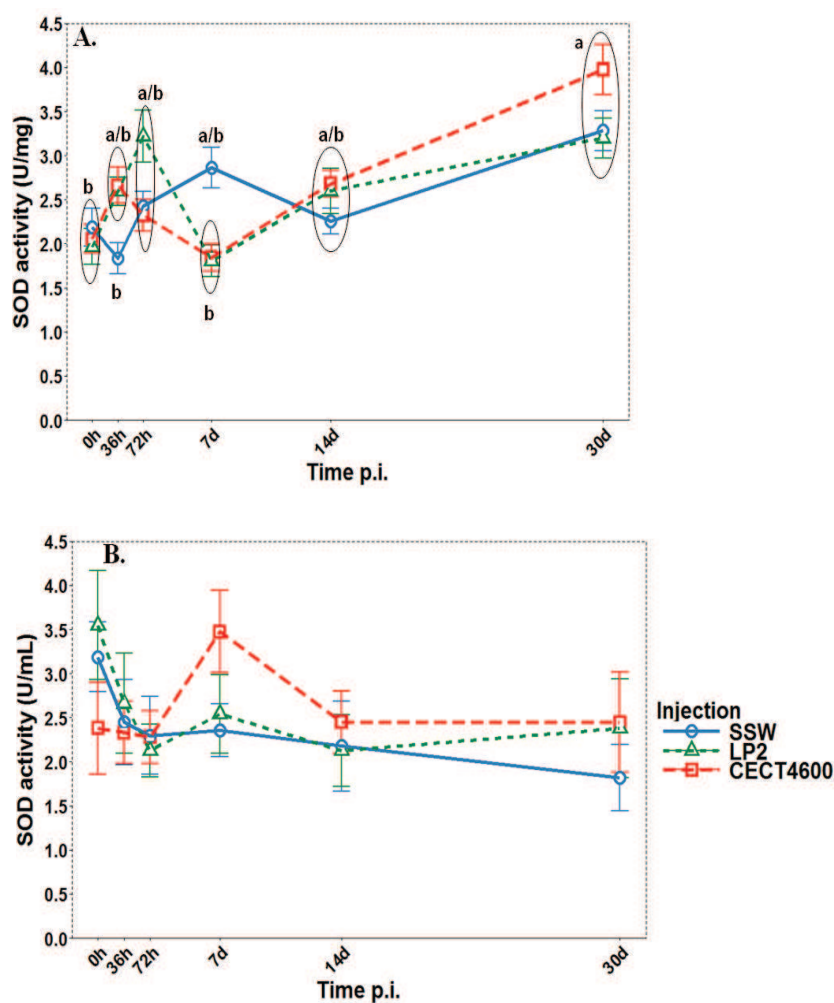 A.
SOD activity (U/mg)
4.5
4.0
3.5
3.0
2.5
2.0
1.5
1.0
0.5
0.0
b
a/b
b
a/b
a/b
b
a/b
a
0h
36h
72h
7d
14d
30d
Time p.i.
B.
SOD activity (U/mL)
4.5
4.0
3.5
3.0
2.5
2.0
1.5
1.0
0.5
0.0
0h
36h
72h
7d
14d
30d
Time p.i.
Injection
SSW
LP2
CECT4600